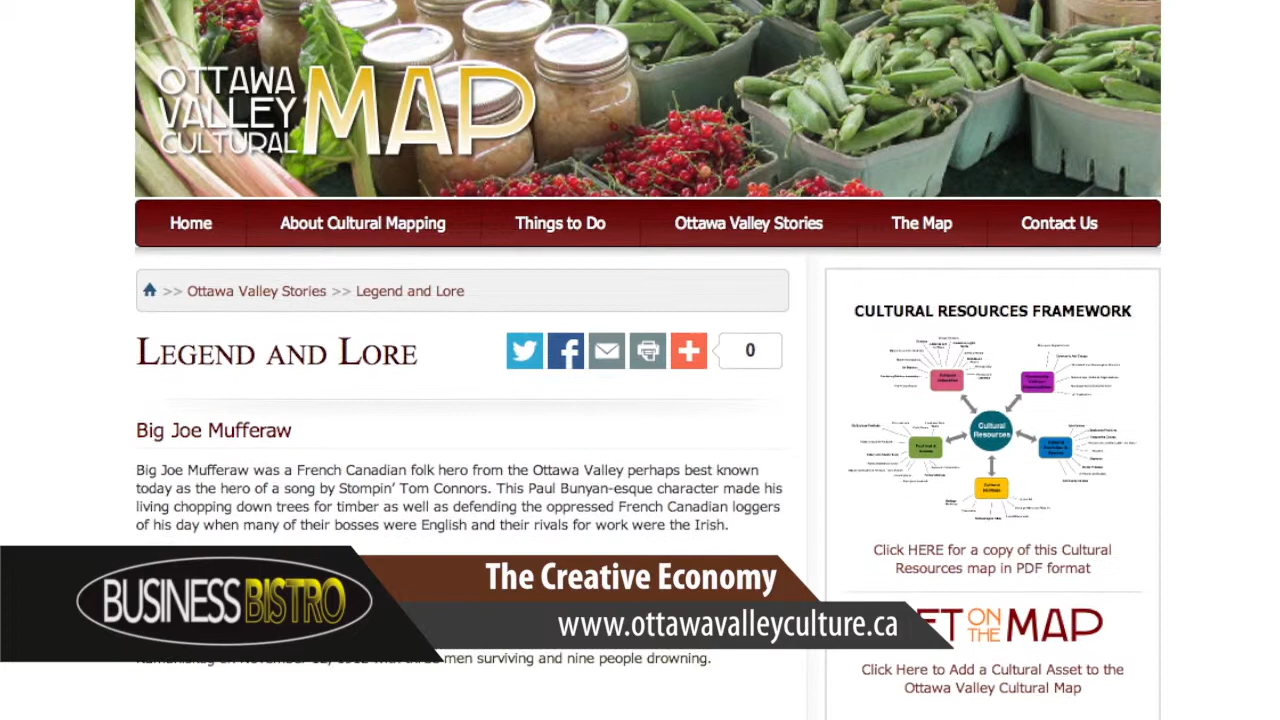 OTTAWA
VALLEY
CULTURAL
MAP
Home
About Cultural Mapping
Things to Do
Ottawa Valley Stories
The Map
Contact Us
>> Ottawa Valley Stories >> Legend and Lore
LEGEND AND LORE
0
Big Joe Mufferaw
Big Joe Mufferaw was a French Canadian folk hero from the Ottawa Valley perhaps best known
today as the hero of a song by Stompin' Tom Connors. This Paul Bunyan-esque character made his
living chopping down trees for timber as well as defending the oppressed French Canadian loggers
of his day when many of their bosses were English and their rivals for work were the Irish.
men surviving and nine people drowning.
CULTURAL RESOURCES FRAMEWORK
Cultural
Resources
Click HERE for a copy of this Cultural
Resources map in PDF format
ON
THE
MAP
Click Here to Add a Cultural Asset to the
Ottawa Valley Cultural Map
BUSINESS BISTRO
The Creative Economy
www.ottawavalleyculture.ca